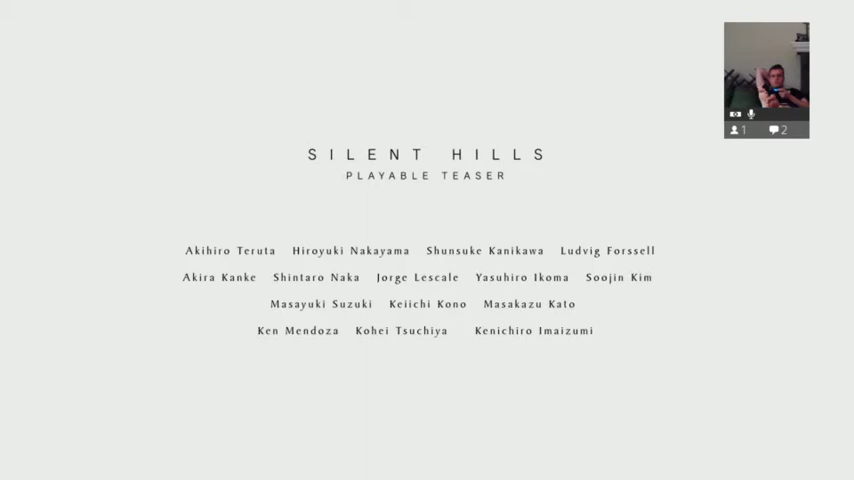 SILENT HILLS
PLAYABLE TEASER
Akihiro Teruta Hiroyuki Nakayama Shunsuke Kanikawa Ludvig Forssell
Akira Kanke Shintaro Naka Jorge Lescale Yasuhiro Ikoma Soojin Kim
Masayuki Suzuki Keiichi Kono Masakazu Kato
Ken Mendoza Kohei Tsuchiya Kenichiro Imaizumi
1 2